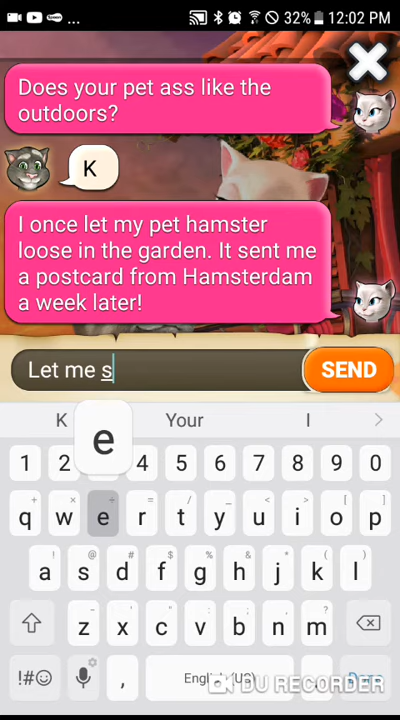 32% 12:02 PM
Does your pet ass like the
outdoors?
K
I once let my pet hamster
loose in the garden. It sent me
a postcard from Hamsterdam
a week later!
Let me s
SEND
K Your I
e
1 2 4 5 6 7 8 9 0
q w e r t y u i o p
a s d f g h j k l
z x c v b n m
!#☺ , English (US) . Done
DU RECORDER